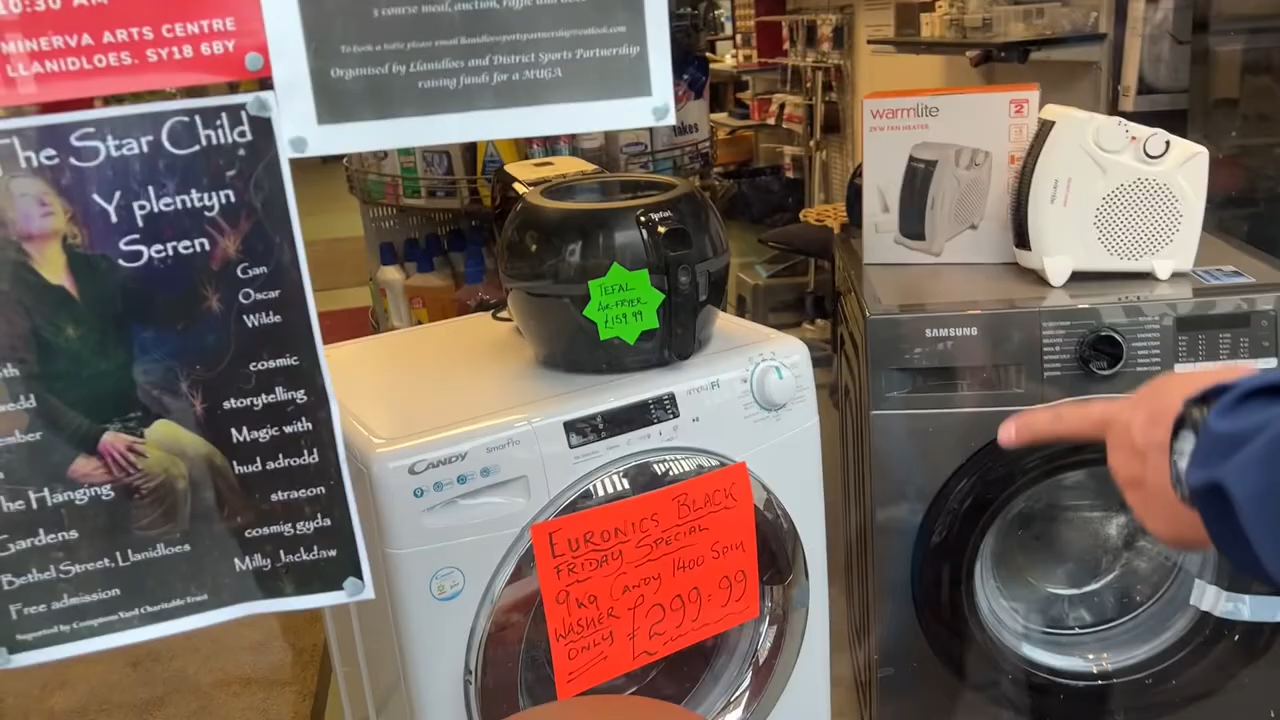 10:30 AM
MINERVA ARTS CENTRE
LLANIDLOES. SY18 6BY
3 course meal, auction, raffle and
To book a table please email llanidloessportspartnership@outlook.com
Organised by Llanidloes and District Sports Partnership
raising funds for a MUGA
The Star Child
Y plentyn
Seren
Gan
Oscar
Wilde
cosmic
storytelling
Magic with
hud adrodd
straeon
cosmig gyda
Milly Jackdaw
The Hanging
Gardens
Bethel Street, Llanidloes
Free admission
Supported by Compton Yard Charitable Trust
Tefal
TEFAL
AIR-FRYER
£159.99
CANDY
SmartPro
simplyFi
EURONICS BLACK
FRIDAY SPECIAL
9kg CANDY 1400 SPIN
WASHER
ONLY £299.99
warmlite
2KW FAN HEATER
2
SAMSUNG